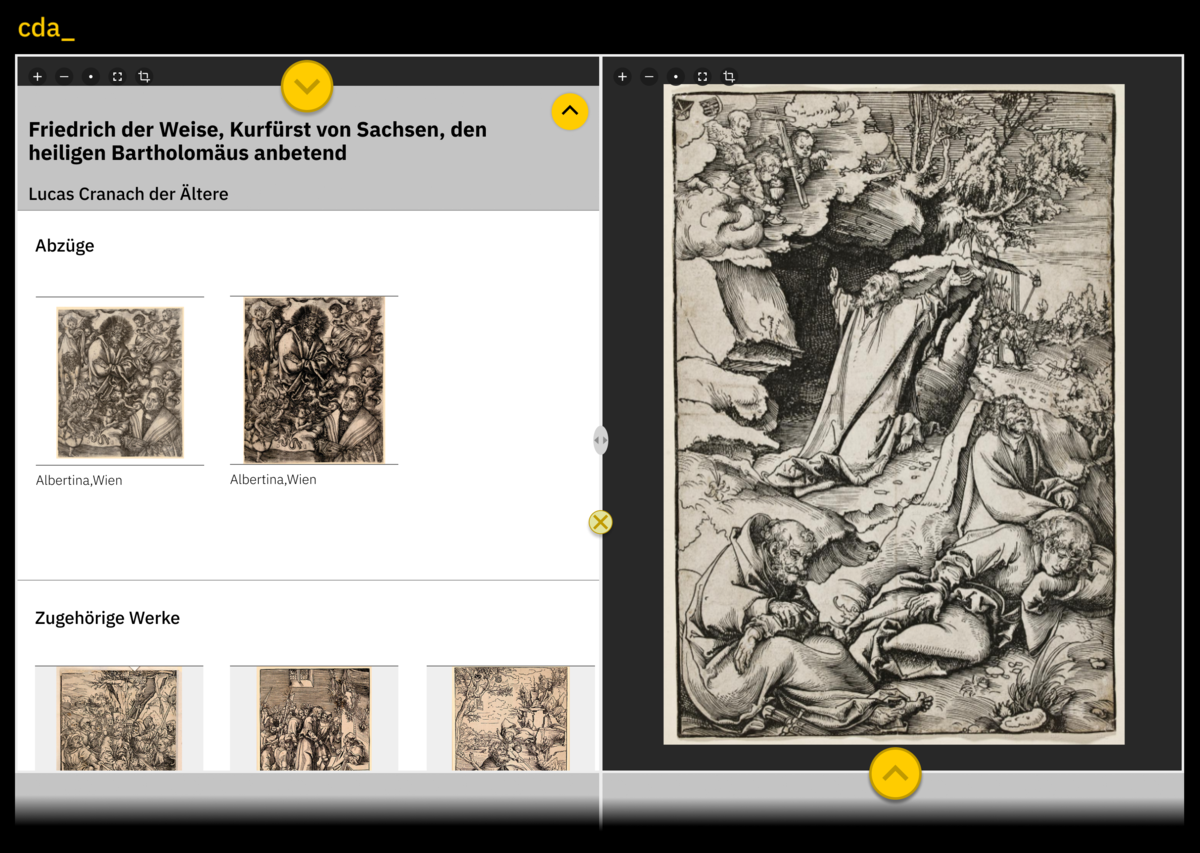 cda_
Friedrich der Weise, Kurfürst von Sachsen, den
heiligen Bartholomäus anbetend
Lucas Cranach der Ältere
Abzüge
Albertina,Wien
Albertina,Wien
Zugehörige Werke